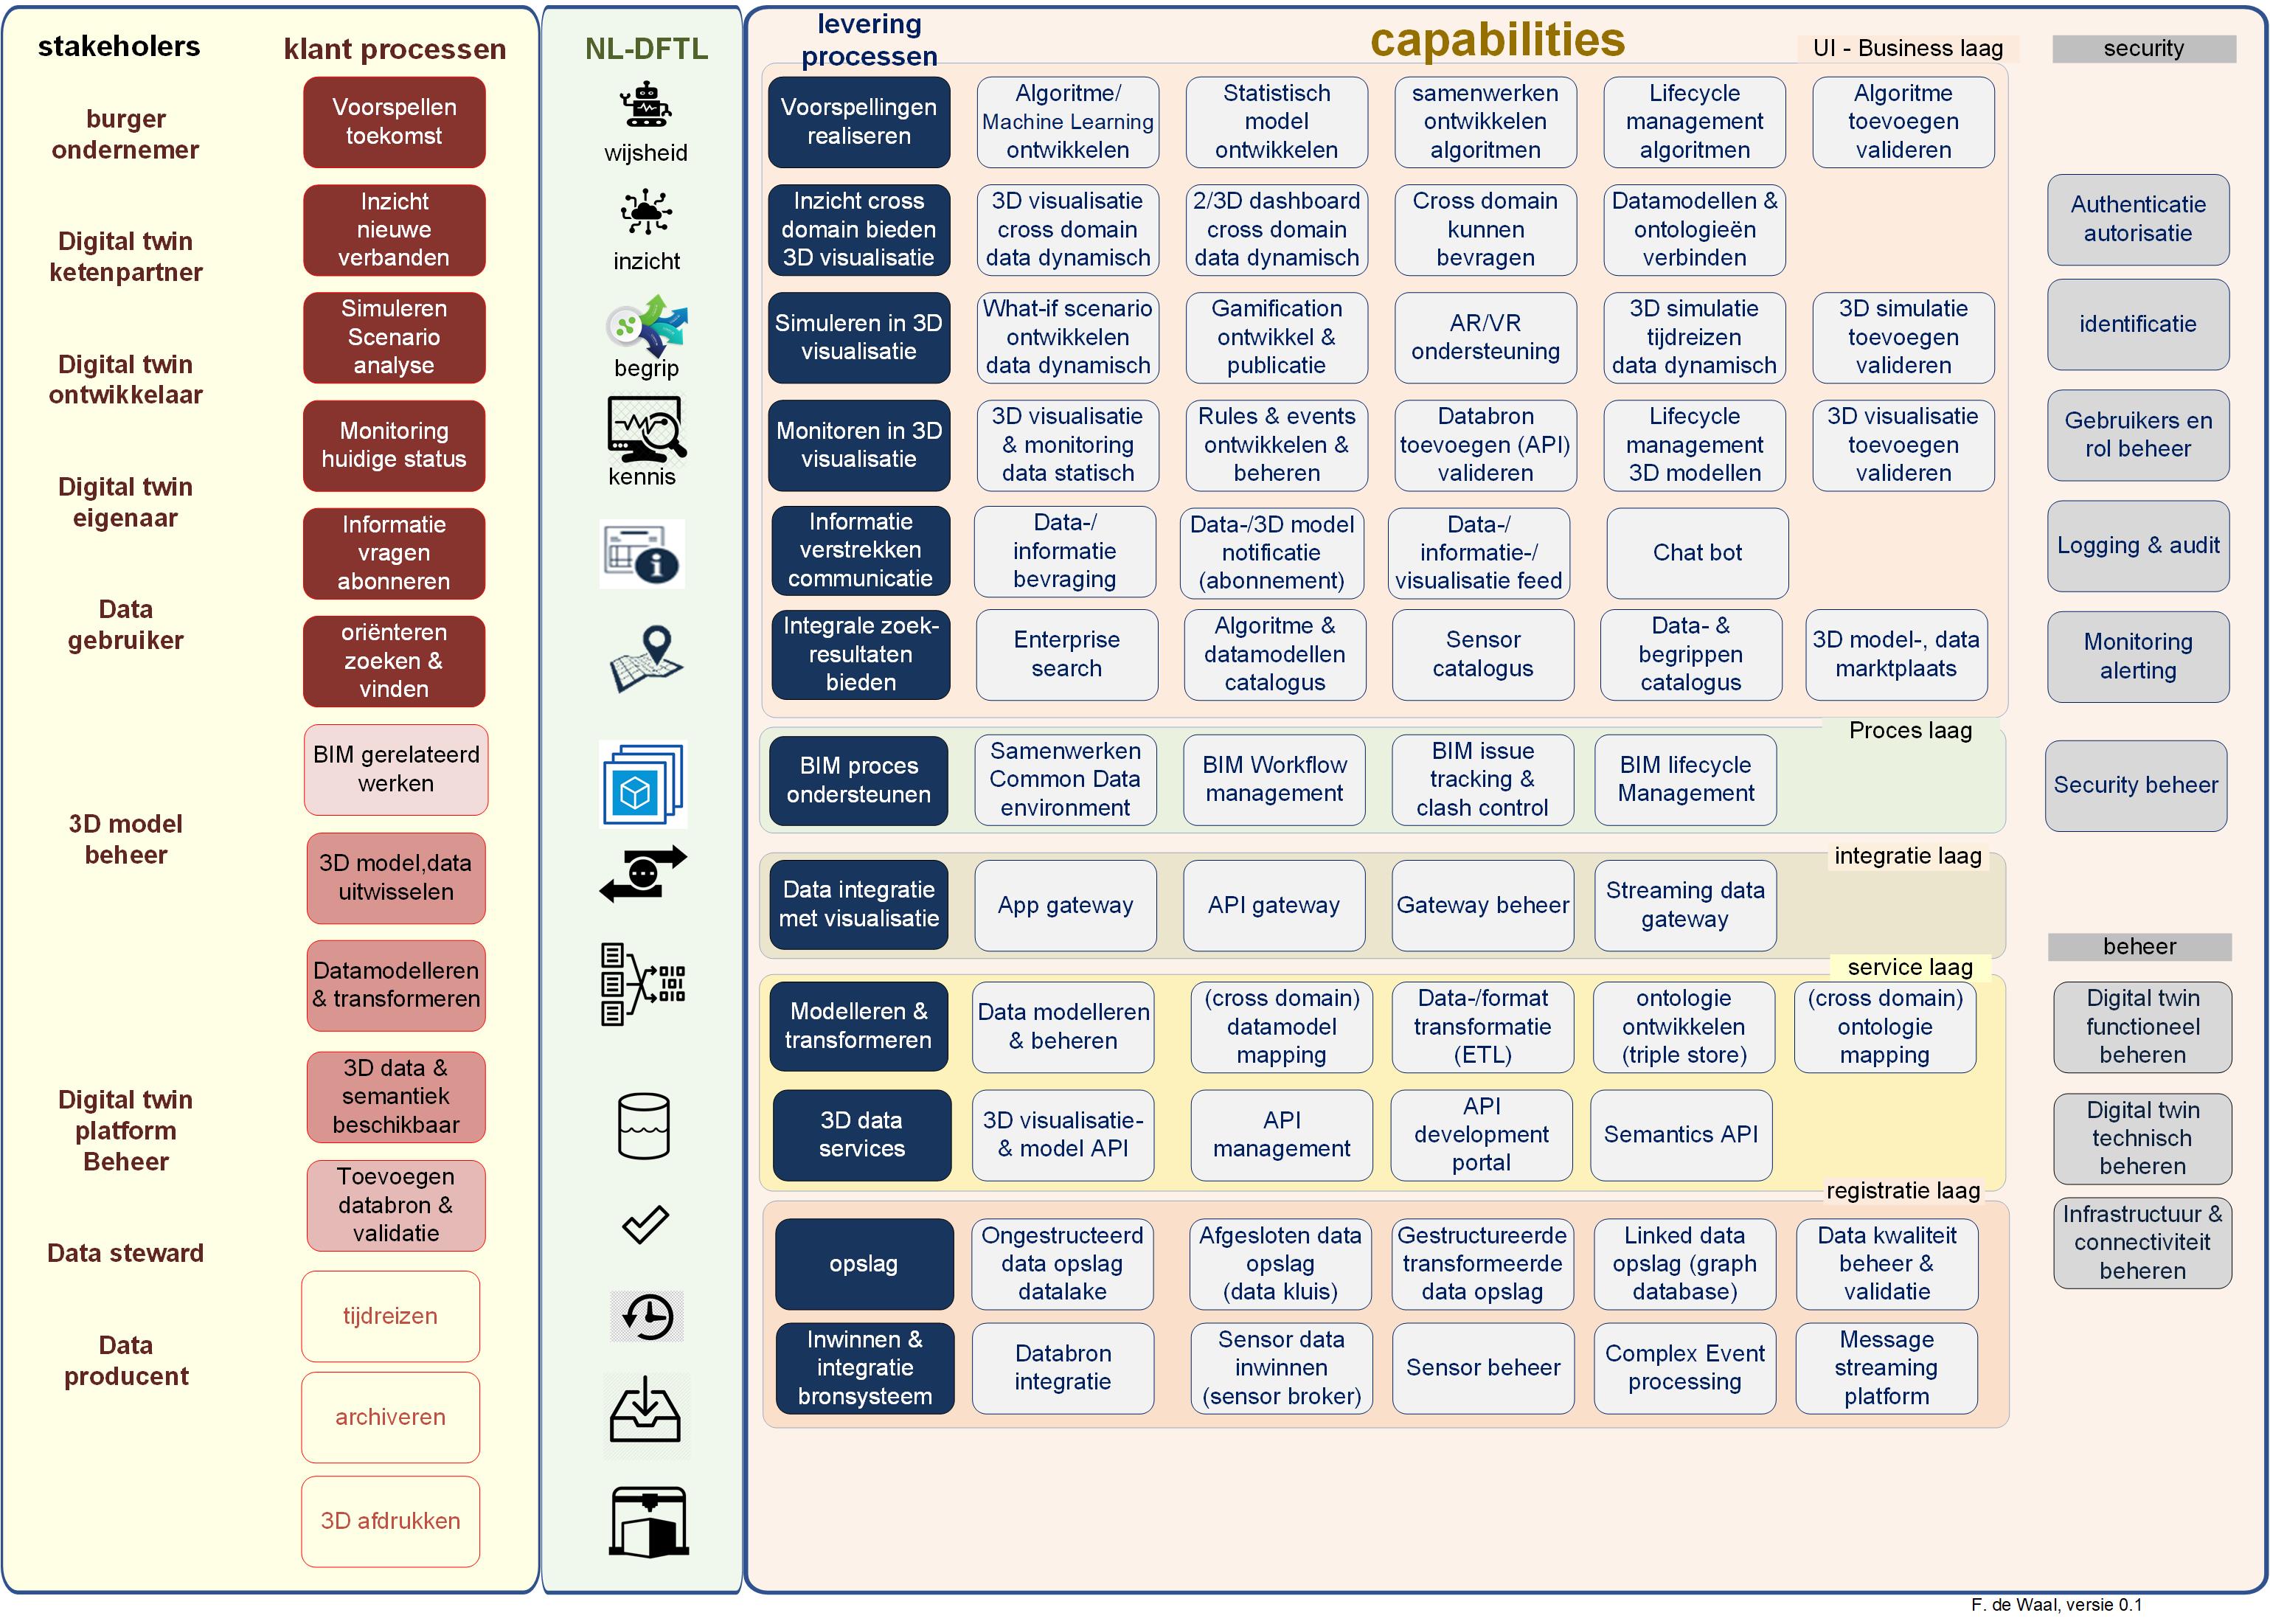 stakeholers
burger
ondernemer
Digital twin
ketenpartner
Digital twin
ontwikkelaar
Digital twin
eigenaar
Data
gebruiker
3D model
beheer
Digital twin
platform
Beheer
Data steward
Data
producent
klant processen
Voorspellen
toekomst
Inzicht
nieuwe
verbanden
Simuleren
Scenario
analyse
Monitoring
huidige status
Informatie
vragen
abonneren
oriënteren
zoeken &
vinden
BIM gerelateerd
werken
3D model,data
uitwisselen
Datamodelleren
& transformeren
3D data &
semantiek
beschikbaar
Toevoegen
databron &
validatie
tijdreizen
archiveren
3D afdrukken
NL-DFTL
wijsheid
inzicht
begrip
kennis
levering
processen
capabilities
UI - Business laag
Voorspellingen
realiseren
Algoritme/
Machine Learning
ontwikkelen
Statistisch
model
ontwikkelen
samenwerken
ontwikkelen
algoritmen
Lifecycle
management
algoritmen
Algoritme
toevoegen
valideren
Inzicht cross
domain bieden
3D visualisatie
3D visualisatie
cross domain
data dynamisch
2/3D dashboard
cross domain
data dynamisch
Cross domain
kunnen
bevragen
Datamodellen &
ontologieën
verbinden
Simuleren in 3D
visualisatie
What-if scenario
ontwikkelen
data dynamisch
Gamification
ontwikkel &
publicatie
AR/VR
ondersteuning
3D simulatie
tijdreizen
data dynamisch
3D simulatie
toevoegen
valideren
Monitoren in 3D
visualisatie
3D visualisatie
& monitoring
data statisch
Rules & events
ontwikkelen &
beheren
Databron
toevoegen (API)
valideren
Lifecycle
management
3D modellen
3D visualisatie
toevoegen
valideren
Informatie
verstrekken
communicatie
Data-/
informatie
bevraging
Data-/3D model
notificatie
(abonnement)
Data-/
informatie-/
visualisatie feed
Chat bot
Integrale zoek-
resultaten
bieden
Enterprise
search
Algoritme &
datamodellen
catalogus
Sensor
catalogus
Data- &
begrippen
catalogus
3D model-, data
marktplaats
Proces laag
BIM proces
ondersteunen
Samenwerken
Common Data
environment
BIM Workflow
management
BIM issue
tracking &
clash control
BIM lifecycle
Management
integratie laag
Data integratie
met visualisatie
App gateway
API gateway
Gateway beheer
Streaming data
gateway
service laag
Modelleren &
transformeren
Data modelleren
& beheren
(cross domain)
datamodel
mapping
Data-/format
transformatie
(ETL)
ontologie
ontwikkelen
(triple store)
(cross domain)
ontologie
mapping
3D data
services
3D visualisatie-
& model API
API
management
API
development
portal
Semantics API
registratie laag
opslag
Ongestructeerd
data opslag
datalake
Afgesloten data
opslag
(data kluis)
Gestructureerde
transformeerde
data opslag
Linked data
opslag (graph
database)
Data kwaliteit
beheer &
validatie
Inwinnen &
integratie
bronsysteem
Databron
integratie
Sensor data
inwinnen
(sensor broker)
Sensor beheer
Complex Event
processing
Message
streaming
platform
security
Authenticatie
autorisatie
identificatie
Gebruikers en
rol beheer
Logging & audit
Monitoring
alerting
Security beheer
beheer
Digital twin
functioneel
beheren
Digital twin
technisch
beheren
Infrastructuur &
connectiviteit
beheren
F. de Waal, versie 0.1